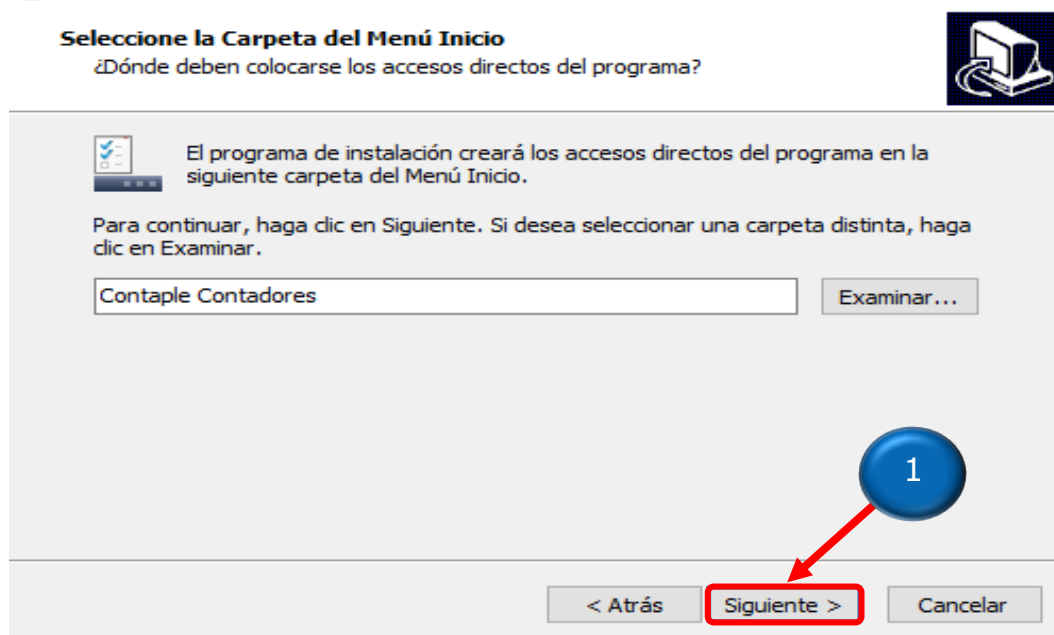 Seleccione la Carpeta del Menú Inicio
¿Dónde deben colocarse los accesos directos del programa?
El programa de instalación creará los accesos directos del programa en la
siguiente carpeta del Menú Inicio.
Para continuar, haga clic en Siguiente. Si desea seleccionar una carpeta distinta, haga
clic en Examinar.
Contaple Contadores
Examinar...
1
< Atrás
Siguiente >
Cancelar